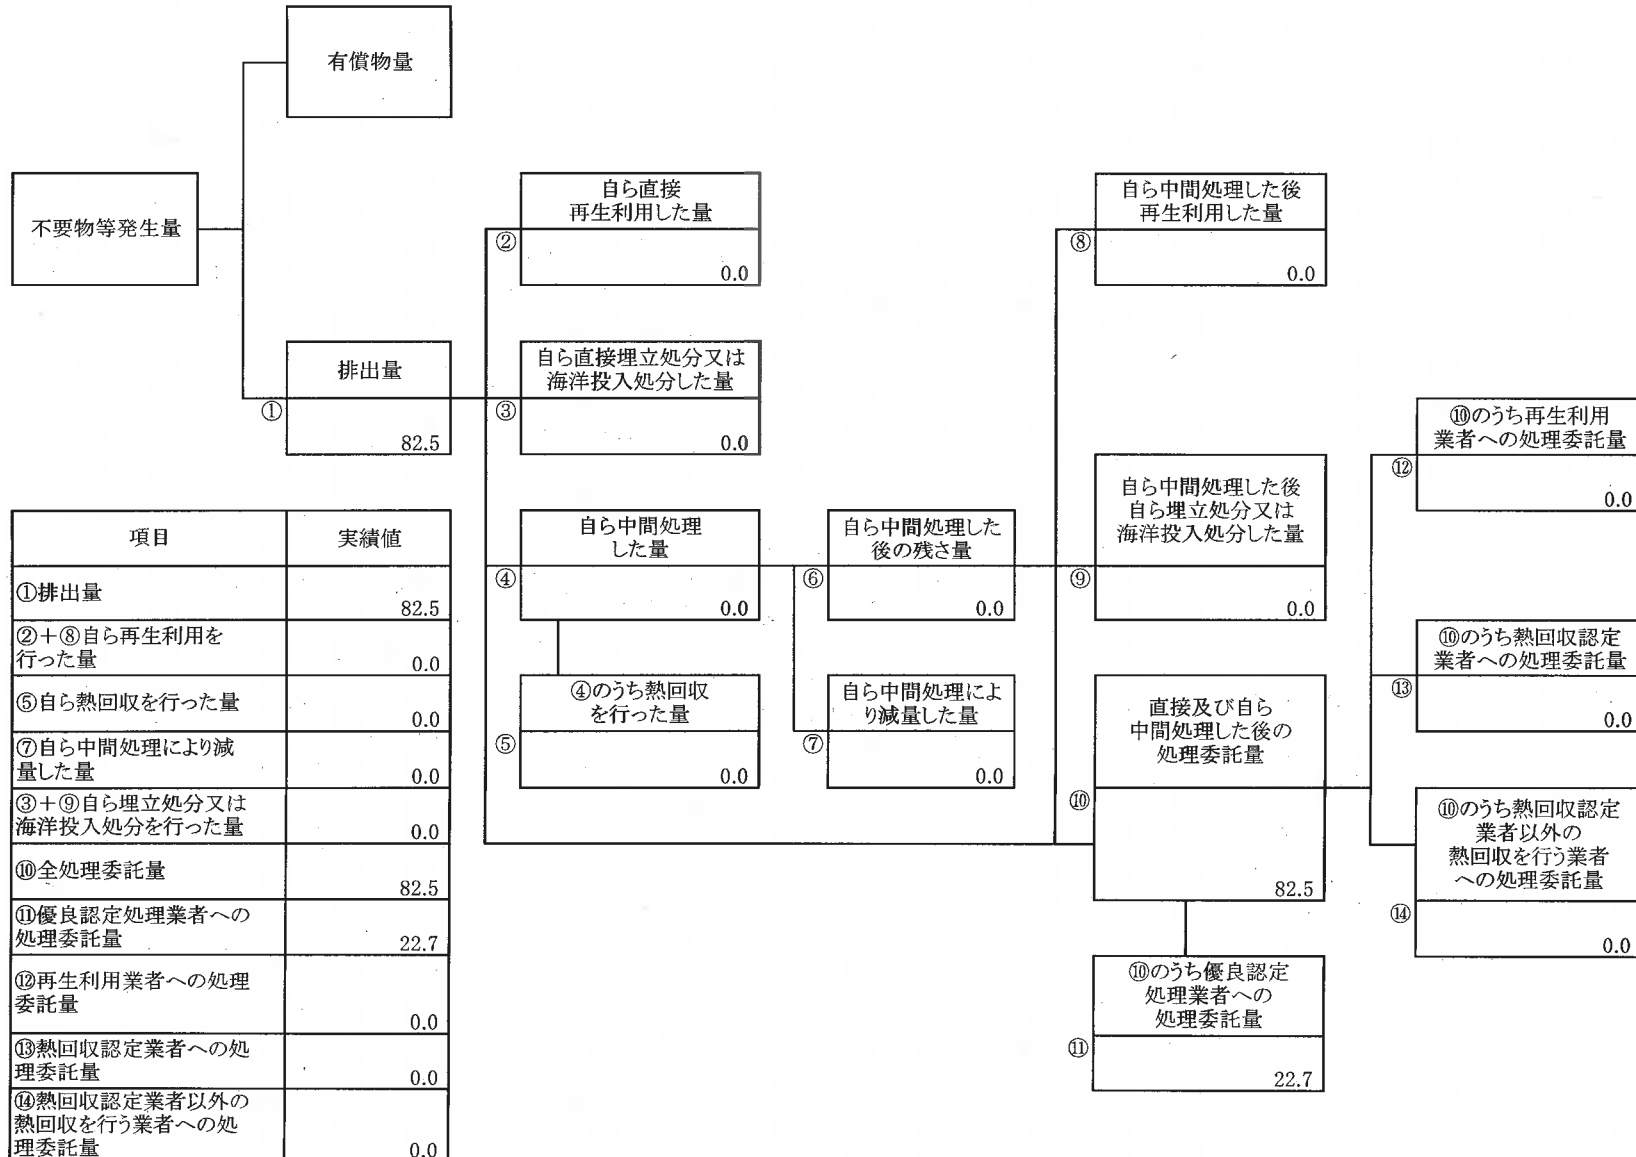 有償物量
不要物等発生量
自ら直接
再生利用した量
②
0.0
自ら中間処理した後
再生利用した量
⑧
0.0
排出量
①
82.5
自ら直接埋立処分又は
海洋投入処分した量
③
0.0
自ら中間処理
した量
④
0.0
自ら中間処理した
後の残さ量
⑥
0.0
自ら中間処理した後
自ら埋立処分又は
海洋投入処分した量
⑨
0.0
⑩のうち再生利用
業者への処理委託量
⑫
0.0
④のうち熱回収
を行った量
⑤
0.0
自ら中間処理によ
り減量した量
⑦
0.0
直接及び自ら
中間処理した後の
処理委託量
⑩
82.5
⑩のうち熱回収認定
業者への処理委託量
⑬
0.0
⑩のうち熱回収認定
業者以外の
熱回収を行う業者
への処理委託量
⑭
0.0
⑩のうち優良認定
処理業者への
処理委託量
⑪
22.7
項目 実績値
①排出量
82.5
②+⑧自ら再生利用を
行った量 0.0
⑤自ら熱回収を行った量
0.0
⑦自ら中間処理により減
量した量 0.0
③+⑨自ら埋立処分又は
海洋投入処分を行った量 0.0
⑩全処理委託量
82.5
⑪優良認定処理業者への
処理委託量 22.7
⑫再生利用業者への処理
委託量
0.0
⑬熱回収認定業者への処
理委託量 0.0
⑭熱回収認定業者以外の
熱回収を行う業者への処
理委託量 0.0